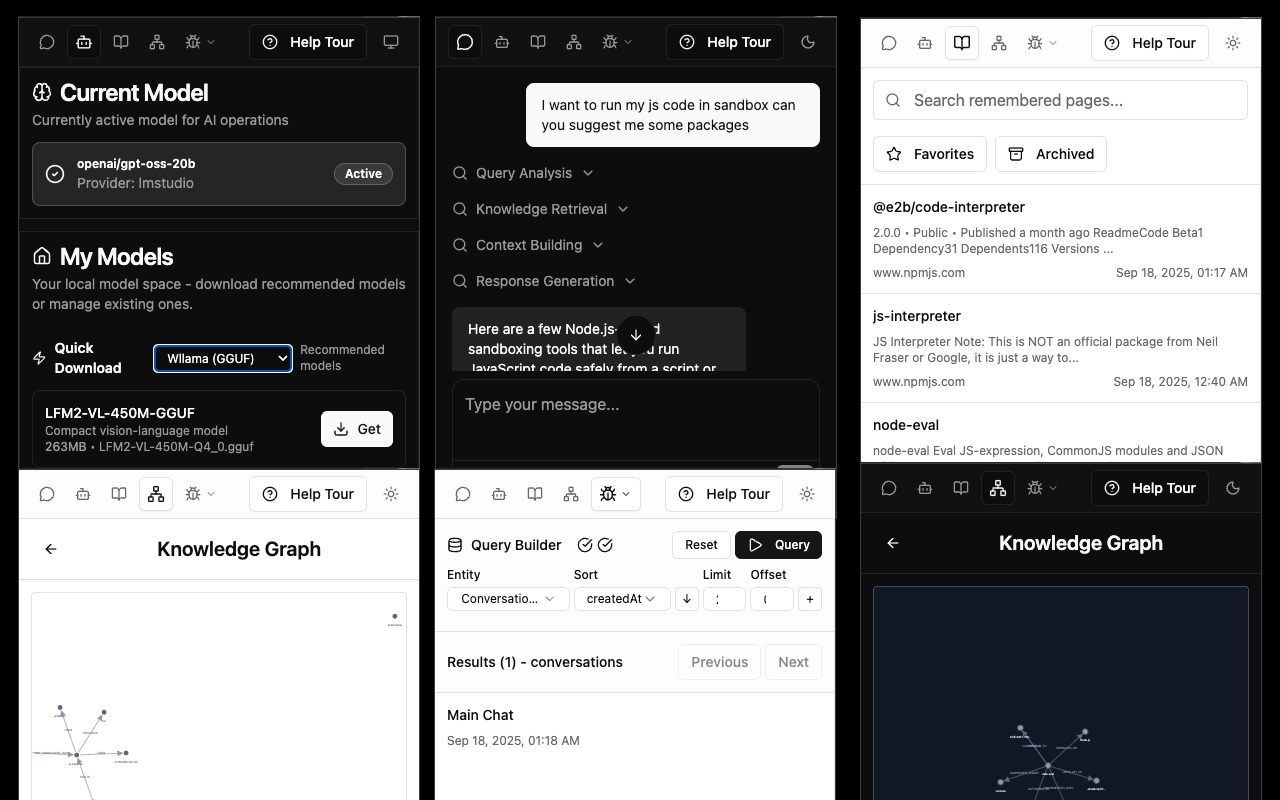 Help Tour
Current Model
Currently active model for AI operations
openai/gpt-oss-20b
Provider: lmstudio
Active
My Models
Your local model space - download recommended models
or manage existing ones.
Quick
Download
Wllama (GGUF)
Recommended
models
LFM2-VL-450M-GGUF
Compact vision-language model
263MB • LFM2-VL-450M-Q4_0.gguf
Get
Help Tour
I want to run my js code in sandbox can
you suggest me some packages
Query Analysis
Knowledge Retrieval
Context Building
Response Generation
Here are a few Node.js-
sandboxing tools that let you run
JavaScript code safely from a script or
Type your message...
Help Tour
Search remembered pages...
Favorites
Archived
@e2b/code-interpreter
2.0.0 • Public • Published a month ago ReadmeCode Beta1
Dependency31 Dependents116 Versions ...
www.npmjs.com
Sep 18, 2025, 01:17 AM
js-interpreter
JS Interpreter Note: This is NOT an official package from Neil
Fraser or Google, it is just a way to...
www.npmjs.com
Sep 18, 2025, 12:40 AM
node-eval
node-eval Eval JS-expression, CommonJS modules and JSON
Help Tour
Knowledge Graph
Help Tour
Query Builder
Reset
Query
Entity
Sort
Limit
Offset
Conversatio...
createdAt
+
Results (1) - conversations
Previous
Next
Main Chat
Sep 18, 2025, 01:18 AM
Help Tour
Knowledge Graph